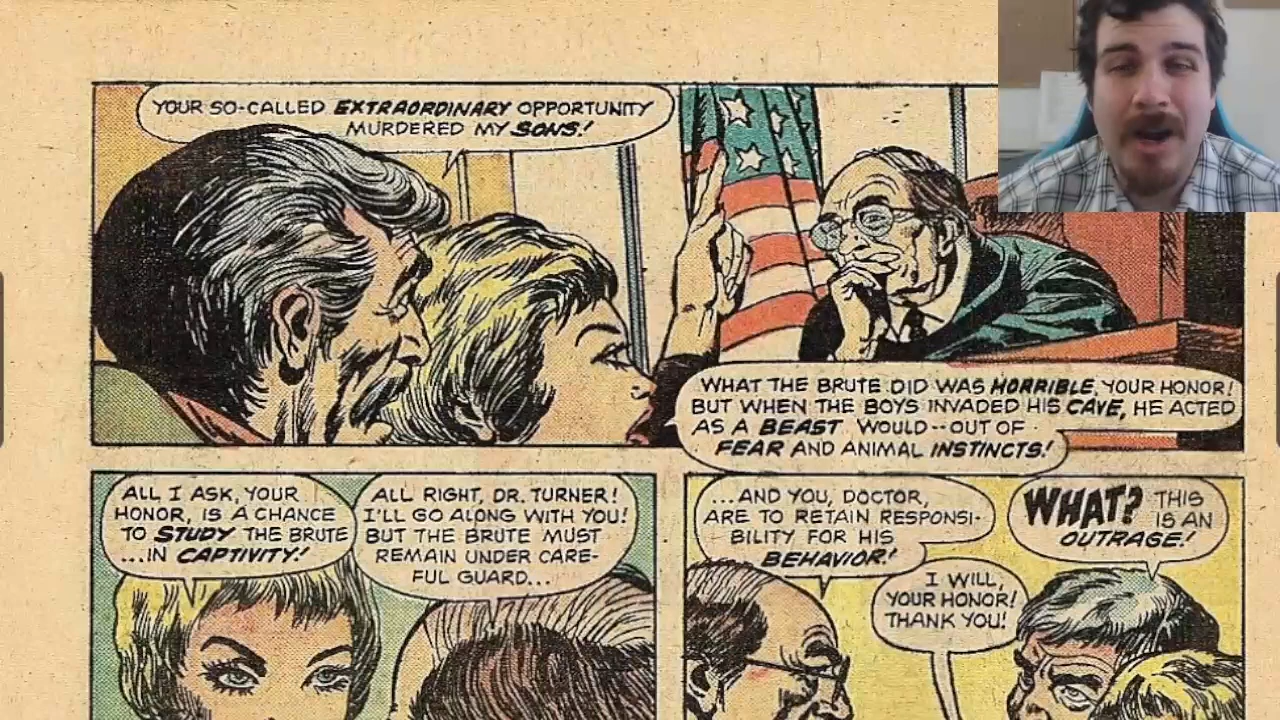 YOUR SO-CALLED EXTRAORDINARY OPPORTUNITY
MURDERED MY SONS!
WHAT THE BRUTE DID WAS HORRIBLE, YOUR HONOR!
BUT WHEN THE BOYS INVADED HIS CAVE, HE ACTED
AS A BEAST WOULD--OUT OF
FEAR AND ANIMAL INSTINCTS!
ALL I ASK, YOUR
HONOR, IS A CHANCE
TO STUDY THE BRUTE
...IN CAPTIVITY!
ALL RIGHT, DR. TURNER!
I'LL GO ALONG WITH YOU!
BUT THE BRUTE MUST
REMAIN UNDER CARE-
FUL GUARD...
...AND YOU, DOCTOR,
ARE TO RETAIN RESPONSI-
BILITY FOR HIS
BEHAVIOR!
I WILL,
YOUR HONOR!
THANK YOU!
WHAT? THIS
IS AN
OUTRAGE!